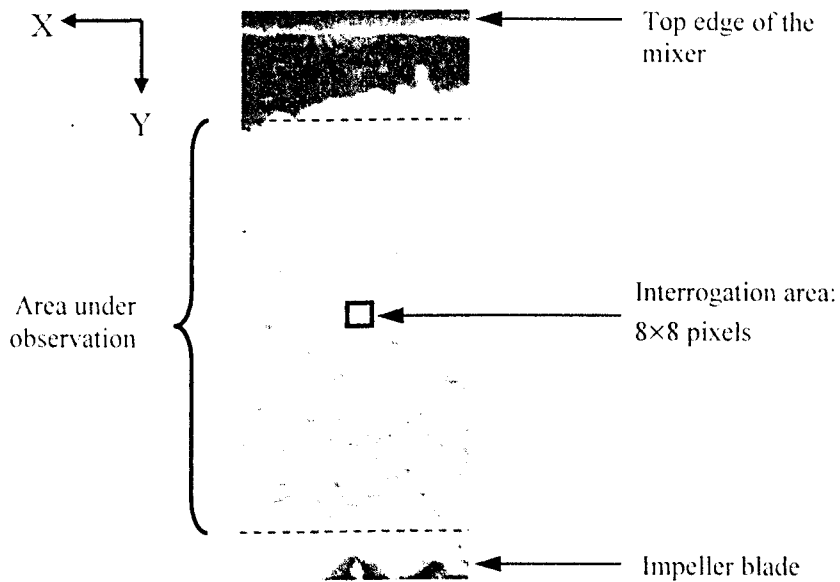 X
Top edge of the
mixer
Y
Area under
observation
Interrogation area:
8×8 pixels
Impeller blade